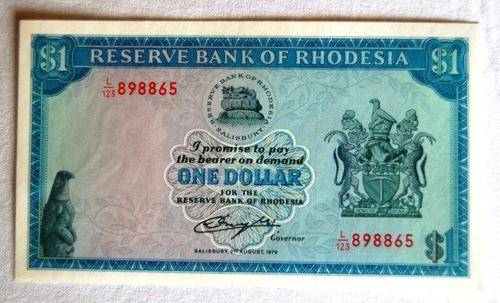 $1 RESERVE BANK OF RHODESIA $1
L/123 898865
RESERVE BANK OF RHODESIA
SALISBURY
I promise to pay
the bearer on demand
ONE DOLLAR
FOR THE
RESERVE BANK OF RHODESIA
Governor
L/123 898865
$1